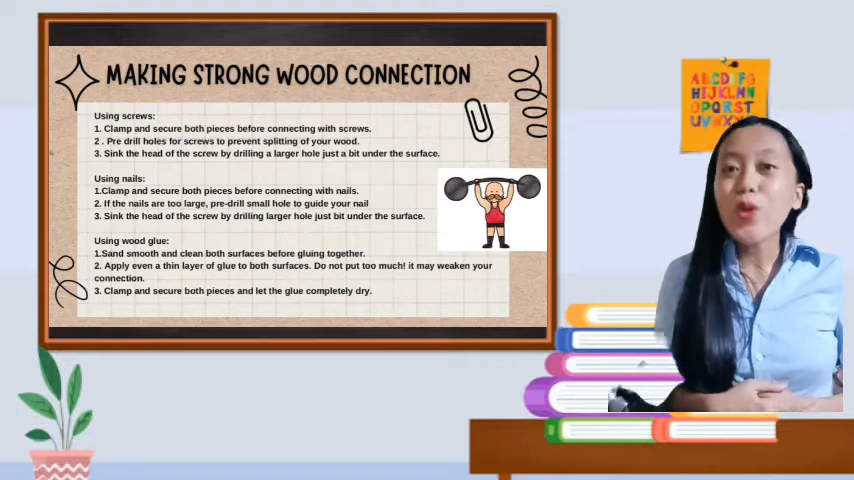 MAKING STRONG WOOD CONNECTION
Using screws:
1. Clamp and secure both pieces before connecting with screws.
2 . Pre drill holes for screws to prevent splitting of your wood.
3. Sink the head of the screw by drilling a larger hole just a bit under the surface.
Using nails:
1.Clamp and secure both pieces before connecting with nails.
2. If the nails are too large, pre-drill small hole to guide your nail
3. Sink the head of the screw by drilling larger hole just bit under the surface.
Using wood glue:
1.Sand smooth and clean both surfaces before gluing together.
2. Apply even a thin layer of glue to both surfaces. Do not put too much! it may weaken your
connection.
3. Clamp and secure both pieces and let the glue completely dry.
ABCDEFG
HIJKLMN
OPQRST